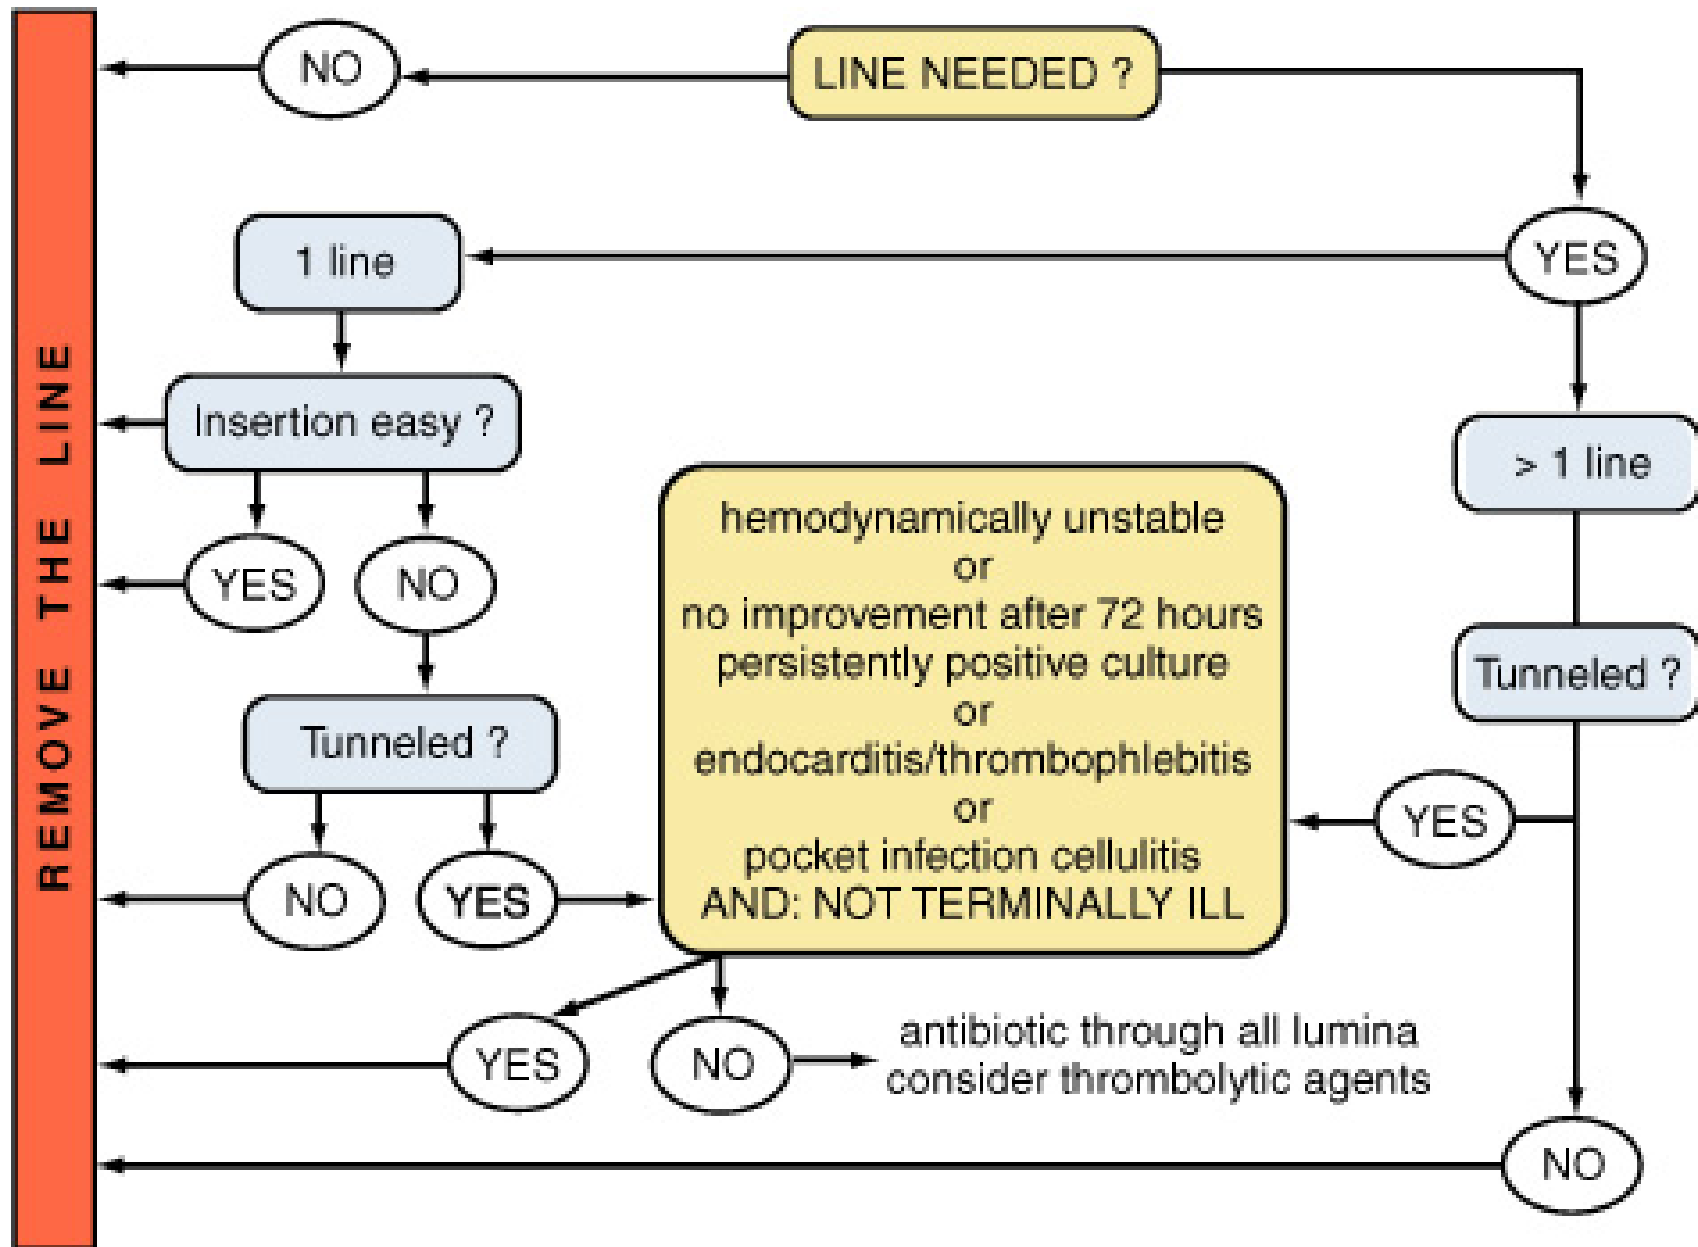 REMOVE THE LINE
NO
LINE NEEDED ?
YES
1 line
Insertion easy ?
> 1 line
YES
NO
hemodynamically unstable
or
no improvement after 72 hours
persistently positive culture
or
endocarditis/thrombophlebitis
or
pocket infection cellulitis
AND: NOT TERMINALLY ILL
Tunneled ?
Tunneled ?
YES
NO
YES
YES
NO
antibiotic through all lumina
consider thrombolytic agents
NO